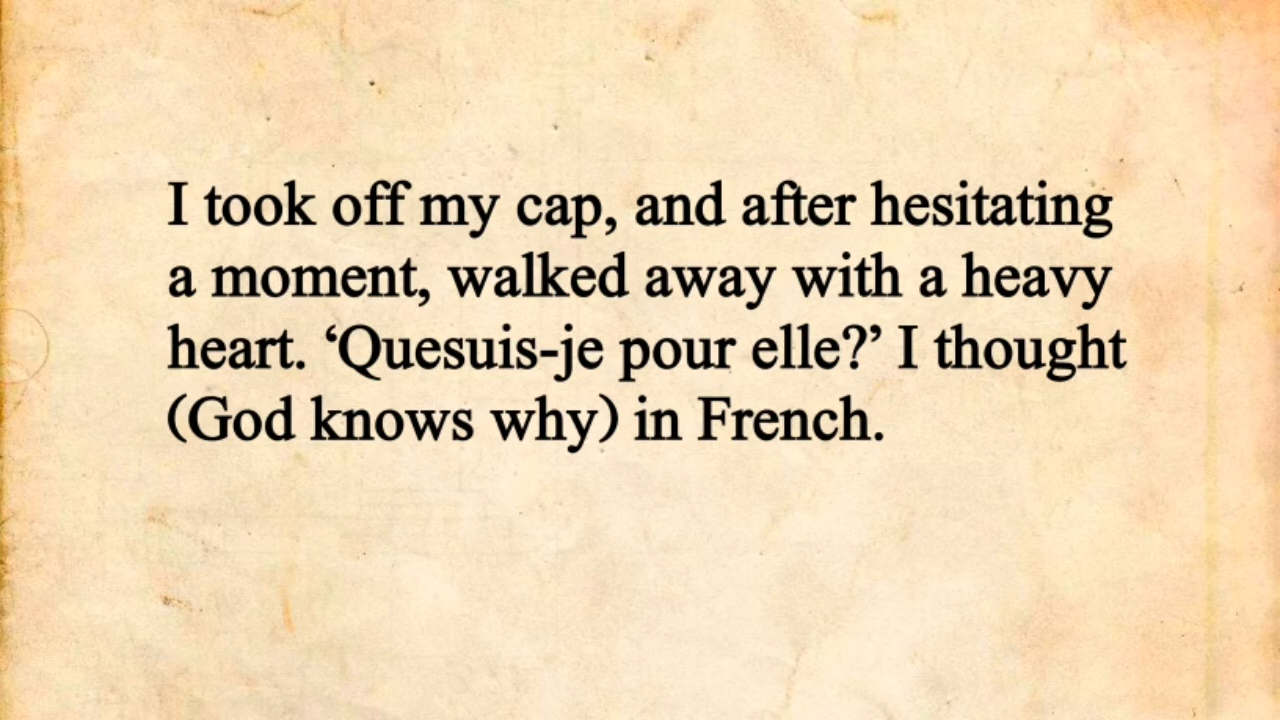 I took off my cap, and after hesitating
a moment, walked away with a heavy
heart. ‘Quesuis-je pour elle?’ I thought
(God knows why) in French.